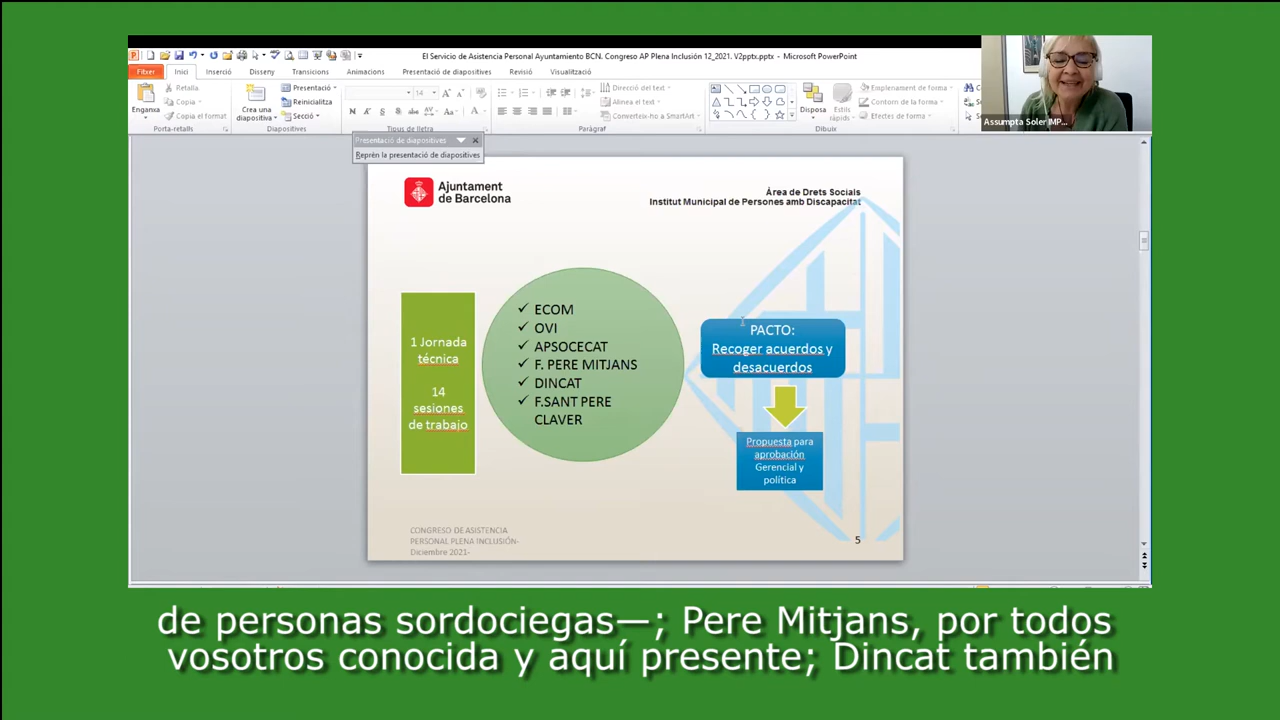 El Servicio de Asistencia Personal Ayuntamiento BCN. Congreso AP Plena Inclusión 12_2021. V2pptx.pptx - Microsoft PowerPoint
Fitxer Inici Inserció Disseny Transicions Animacions Presentació de diapositives Revisió Visualització
Enganxa
Retalla
Copia
Copia el format
Porta-retalls
Crea una
diapositiva
Presentació
Reinicialitza
Secció
Diapositives
14
Tipus de lletra
Direcció del text
Alinea el text
Converteix-ho a SmartArt
Paràgraf
Disposa
Estils
ràpids
Emplenament de forma
Contorn de la forma
Efectes de forma
Dibuix
Assumpta Soler IMP...
Presentació de diapositives
Reprèn la presentació de diapositives
Ajuntament
de Barcelona
Àrea de Drets Socials
Institut Municipal de Persones amb Discapacitat
1 Jornada
técnica
14
sesiones
de trabajo
✓ ECOM
✓ OVI
✓ APSOCECAT
✓ F. PERE MITJANS
✓ DINCAT
✓ F.SANT PERE
CLAVER
PACTO:
Recoger acuerdos y
desacuerdos
Propuesta para
aprobación
Gerencial y
política
CONGRESO DE ASISTENCIA
PERSONAL PLENA INCLUSIÓN-
Diciembre 2021-
5
de personas sordociegas—; Pere Mitjans, por todos
vosotros conocida y aquí presente; Dincat también